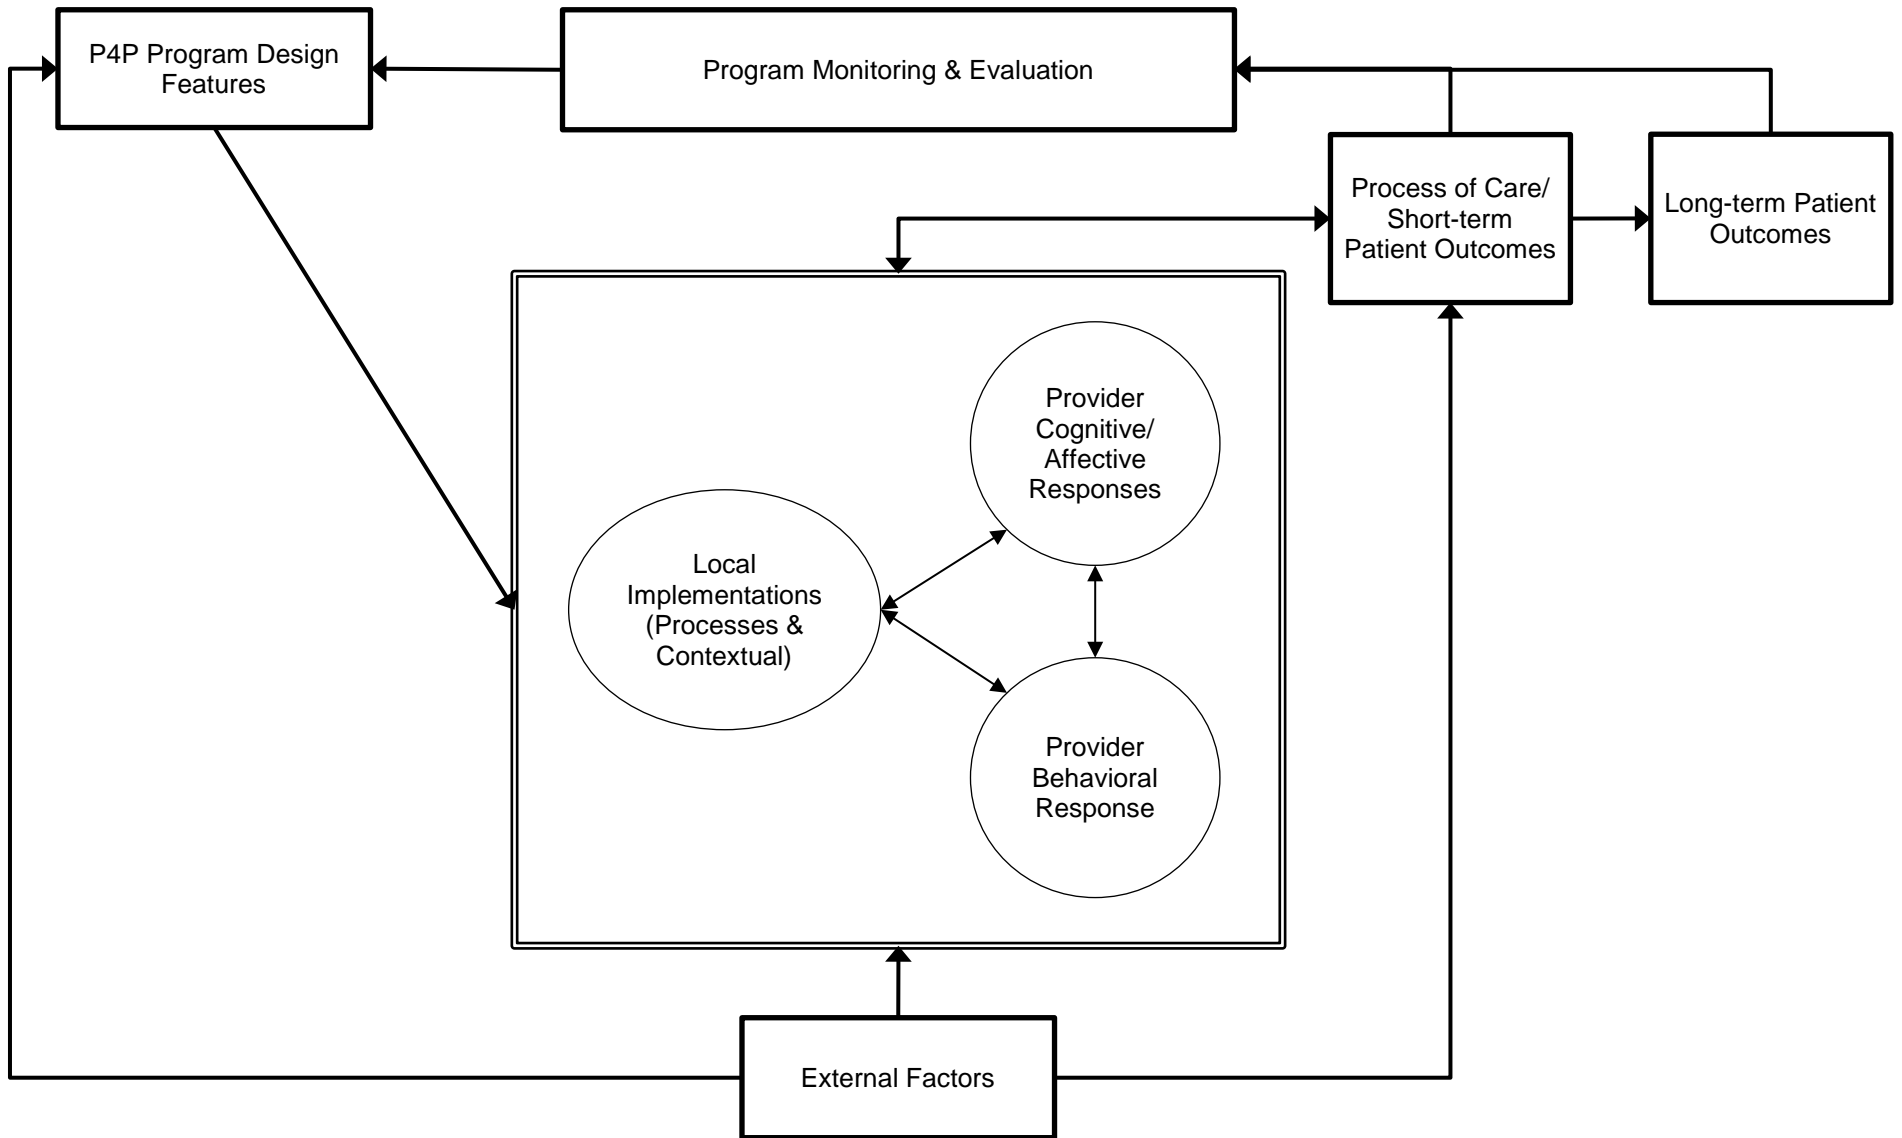 P4P Program Design
Features
Program Monitoring & Evaluation
Process of Care/
Short-term
Patient Outcomes
Long-term Patient
Outcomes
Provider
Cognitive/
Affective
Responses
Local
Implementations
(Processes &
Contextual)
Provider
Behavioral
Response
External Factors